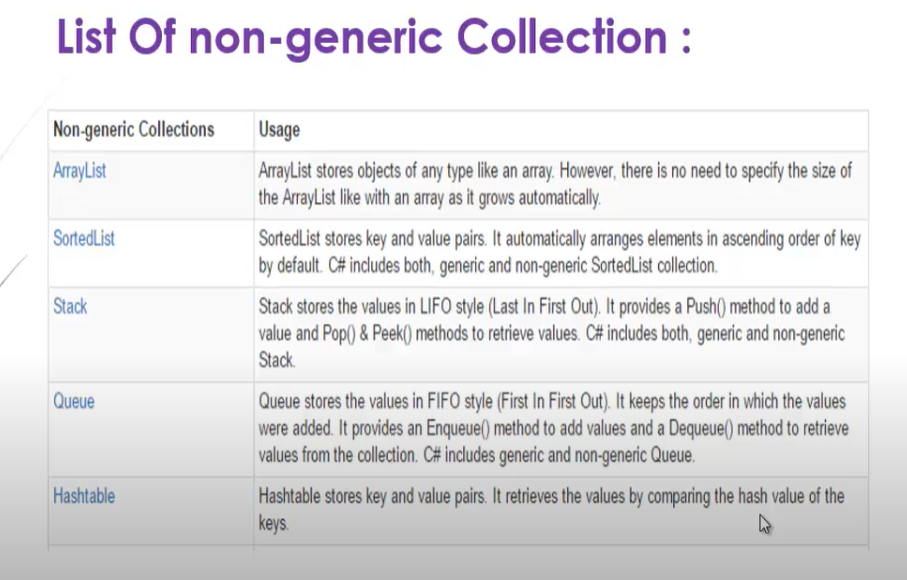 List Of non-generic Collection :
Non-generic Collections Usage
ArrayList ArrayList stores objects of any type like an array. However, there is no need to specify the size of
the ArrayList like with an array as it grows automatically.
SortedList SortedList stores key and value pairs. It automatically arranges elements in ascending order of key
by default. C# includes both, generic and non-generic SortedList collection.
Stack Stack stores the values in LIFO style (Last In First Out). It provides a Push() method to add a
value and Pop() & Peek() methods to retrieve values. C# includes both, generic and non-generic
Stack.
Queue Queue stores the values in FIFO style (First In First Out). It keeps the order in which the values
were added. It provides an Enqueue() method to add values and a Dequeue() method to retrieve
values from the collection. C# includes generic and non-generic Queue.
Hashtable Hashtable stores key and value pairs. It retrieves the values by comparing the hash value of the
keys.